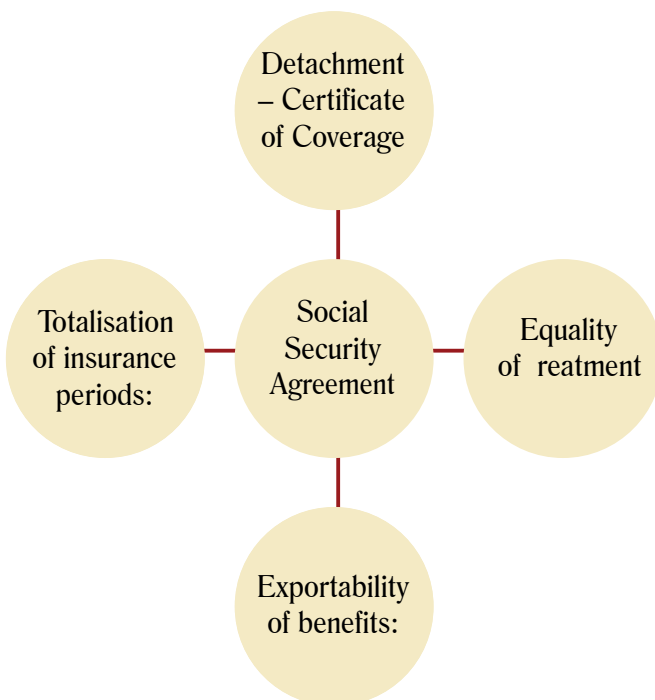 Detachment
– Certificate
of Coverage
Totalisation
of insurance
periods:
Social
Security
Agreement
Equality
of reatment
Exportability
of benefits: